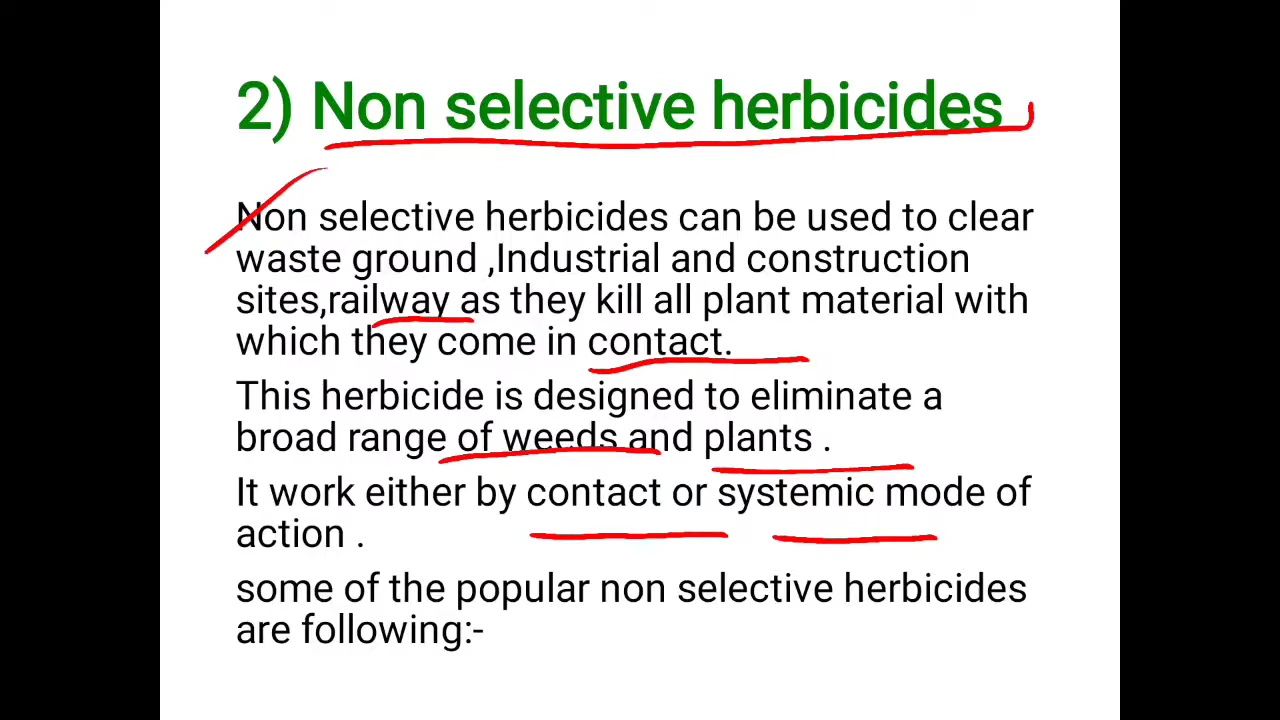 2) Non selective herbicides
Non selective herbicides can be used to clear
waste ground ,Industrial and construction
sites,railway as they kill all plant material with
which they come in contact.
This herbicide is designed to eliminate a
broad range of weeds and plants .
It work either by contact or systemic mode of
action .
some of the popular non selective herbicides
are following:-